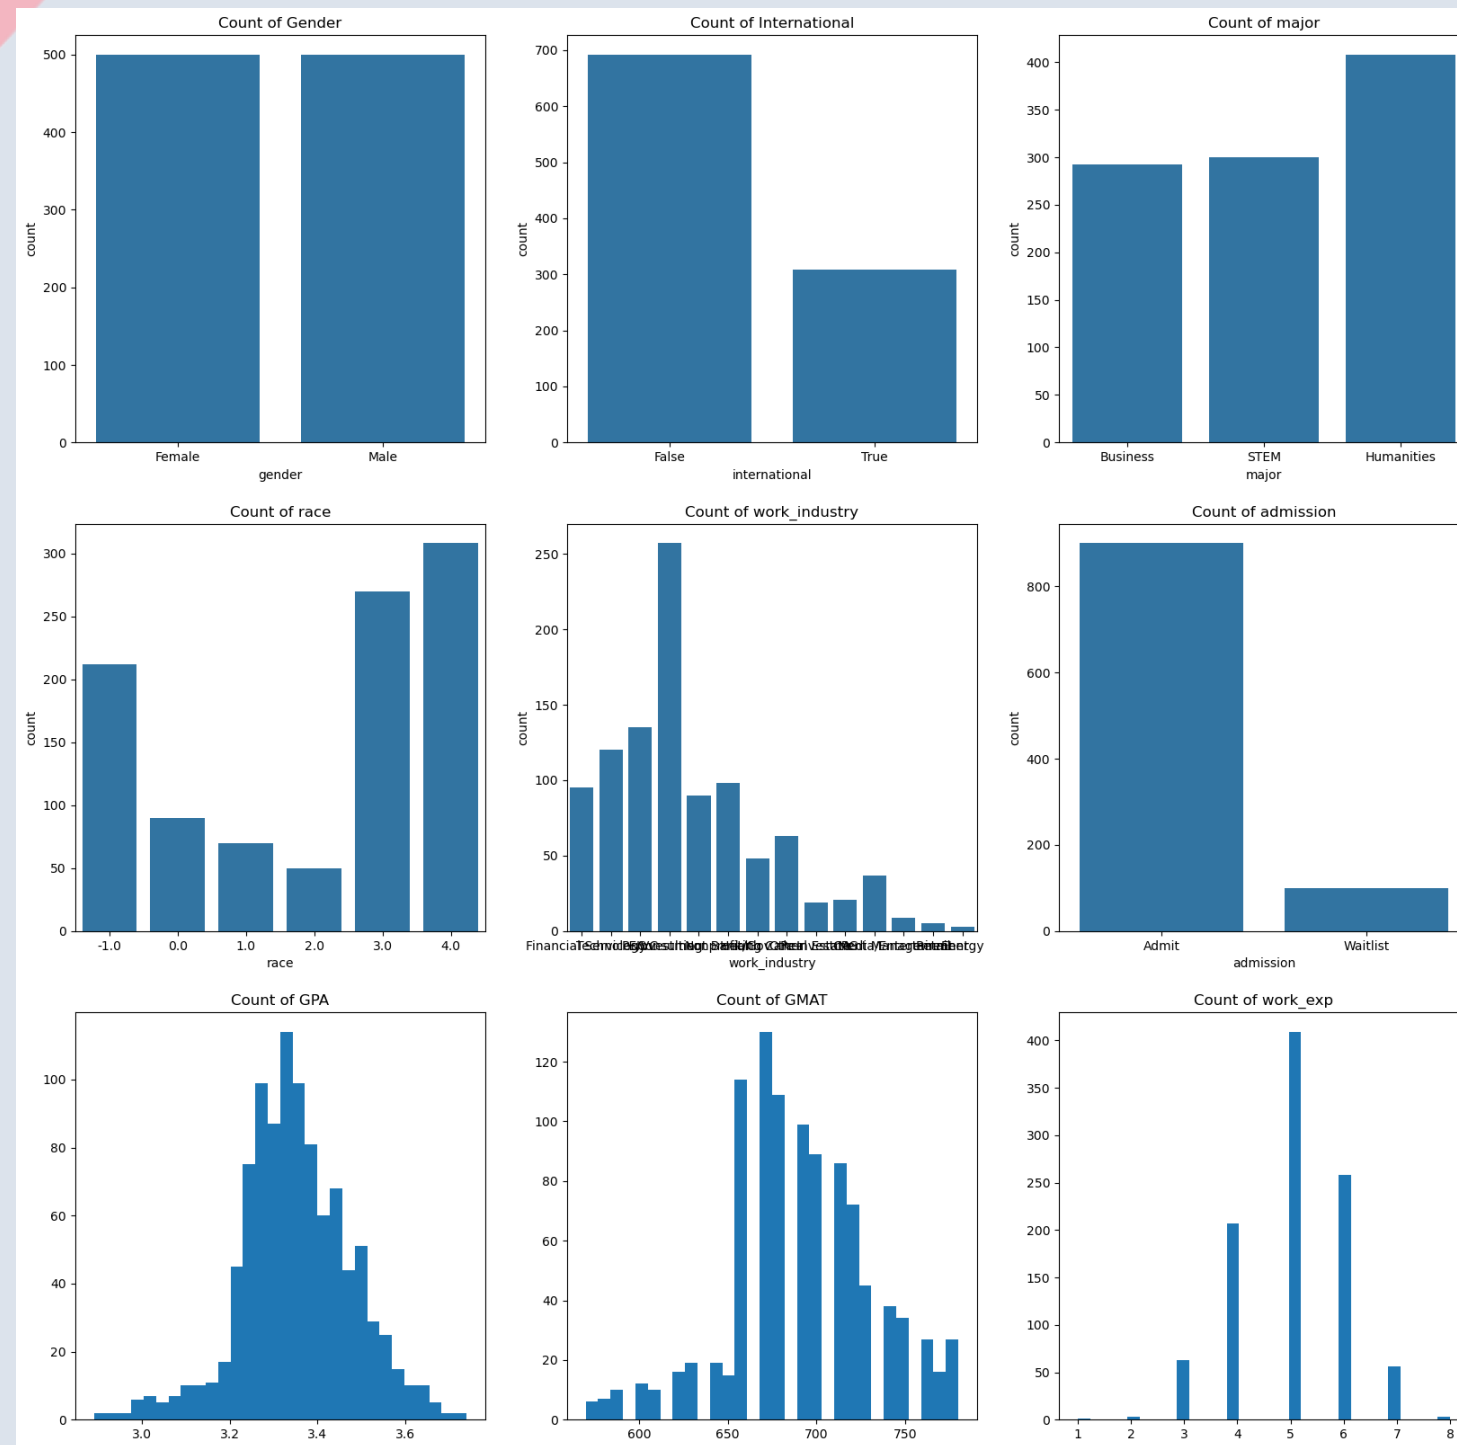 Count of Gender
500
400
300
200
100
0
count
Female Male
gender
Count of International
700
600
500
400
300
200
100
0
count
False True
international
Count of major
400
350
300
250
200
150
100
50
0
count
Business STEM Humanities
major
Count of race
300
250
200
150
100
50
0
count
-1.0 0.0 1.0 2.0 3.0 4.0
race
Count of work_industry
250
200
150
100
50
0
count
Financial Energy
work_industry
Count of admission
800
600
400
200
0
count
Admit Waitlist
admission
Count of GPA
100
80
60
40
20
0
3.0 3.2 3.4 3.6
Count of GMAT
120
100
80
60
40
20
0
600 650 700 750
Count of work_exp
400
350
300
250
200
150
100
50
0
1 2 3 4 5 6 7 8